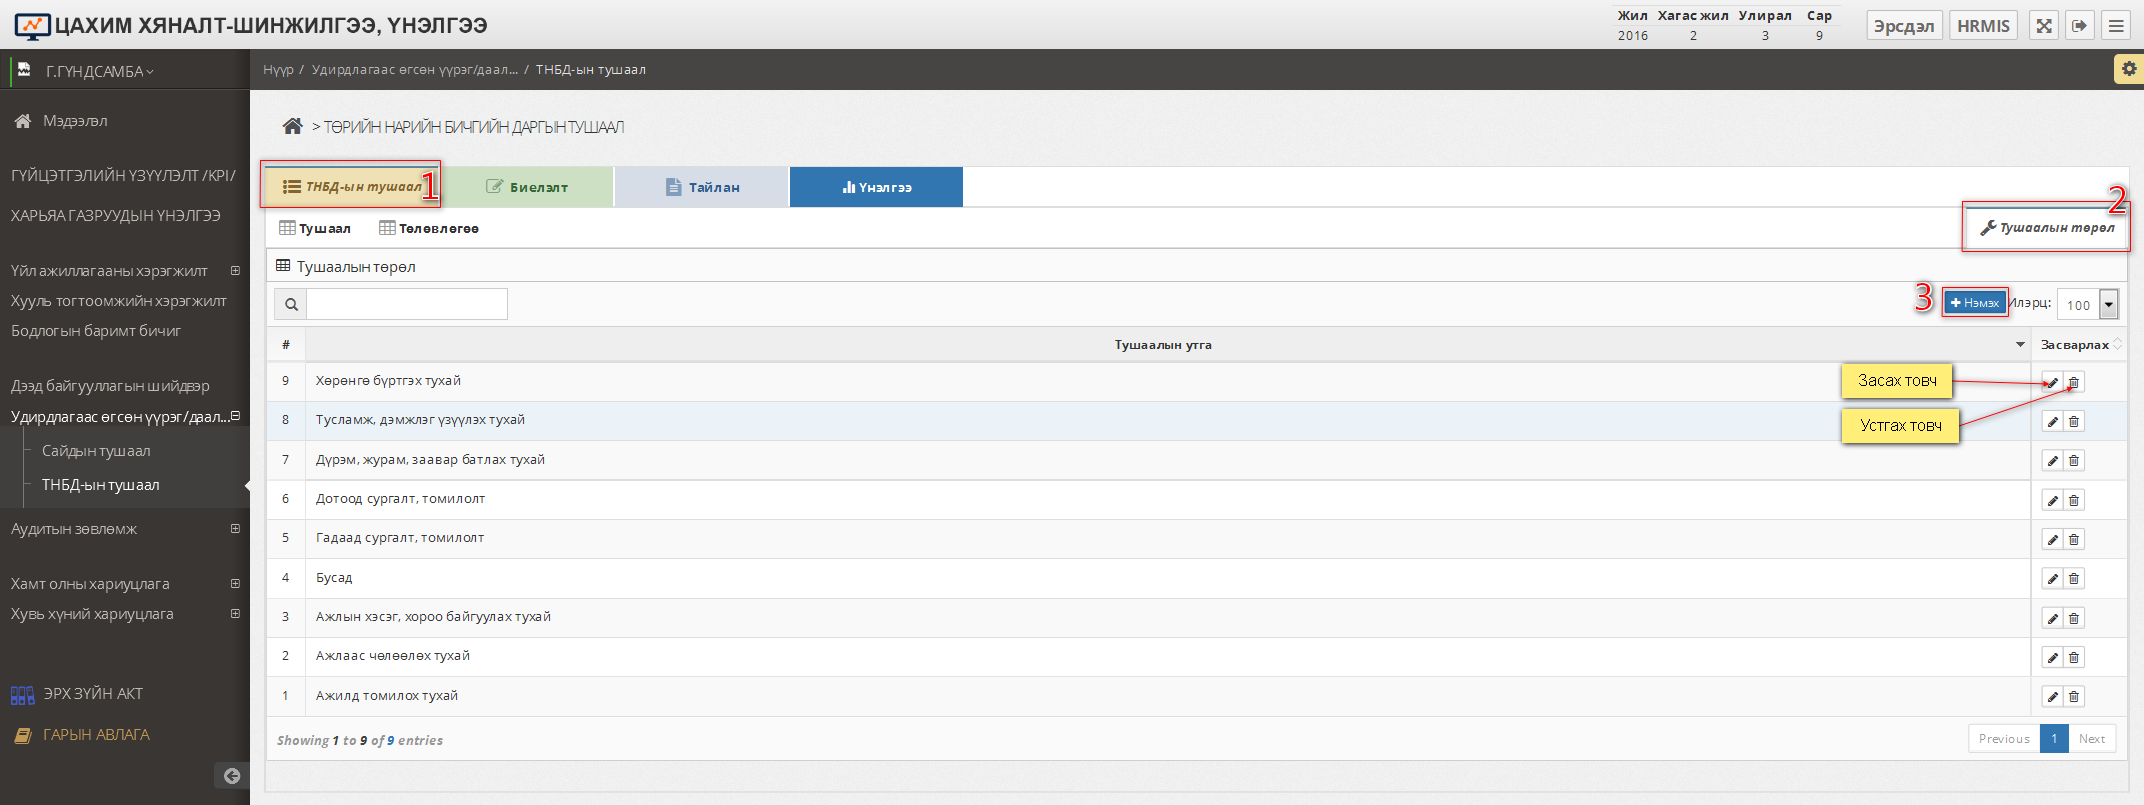 ЦАХИМ ХЯНАЛТ-ШИНЖИЛГЭЭ, ҮНЭЛГЭЭ
Жил Хагас жил Улирал Сар
2016 2 3 9
Эрсдэл HRMIS
Г.ГҮНДСАМБА
Нүүр / Удирдлагаас өгсөн үүрэг/даал... / ТНБД-ын тушаал
Мэдээлэл
ГҮЙЦЭТГЭЛИЙН ҮЗҮҮЛЭЛТ /KPI/
ХАРЬЯА ГАЗРУУДЫН ҮНЭЛГЭЭ
Үйл ажиллагааны хэрэгжилт
Хууль тогтоомжийн хэрэгжилт
Бодлогын баримт бичиг
Дээд байгууллагын шийдвэр
Удирдлагаас өгсөн үүрэг/даал...
Сайдын тушаал
ТНБД-ын тушаал
Аудитын зөвлөмж
Хамт олны хариуцлага
Хувь хүний хариуцлага
ЭРХ ЗҮЙН АКТ
ГАРЫН АВЛАГА
> ТӨРИЙН НАРИЙН БИЧГИЙН ДАРГЫН ТУШААЛ
ТНБД-ын тушаал 1 Биелэлт Тайлан Үнэлгээ
2
Тушаал Төлөвлөгөө Тушаалын төрөл
Тушаалын төрөл
3 Нэмэх Илэрц: 100
# Тушаалын утга Засварлах
9 Хөрөнгө бүртгэх тухай
Засах товч
8 Тусламж, дэмжлэг үзүүлэх тухай
Устгах товч
7 Дүрэм, журам, заавар батлах тухай
6 Дотоод сургалт, томилолт
5 Гадаад сургалт, томилолт
4 Бусад
3 Ажлын хэсэг, хороо байгуулах тухай
2 Ажлаас чөлөөлөх тухай
1 Ажилд томилох тухай
Showing 1 to 9 of 9 entries
Previous 1 Next